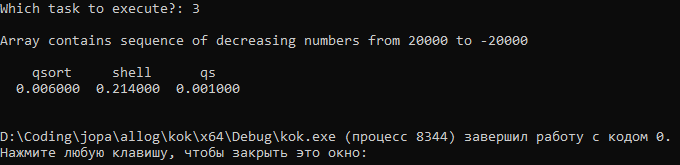 Which task to execute?: 3
Array contains sequence of decreasing numbers from 20000 to -20000
qsort shell qs
0.006000 0.214000 0.001000
D:\Coding\jopa\allog\kok\x64\Debug\kok.exe (процесс 8344) завершил работу с кодом 0.
Нажмите любую клавишу, чтобы закрыть это окно: